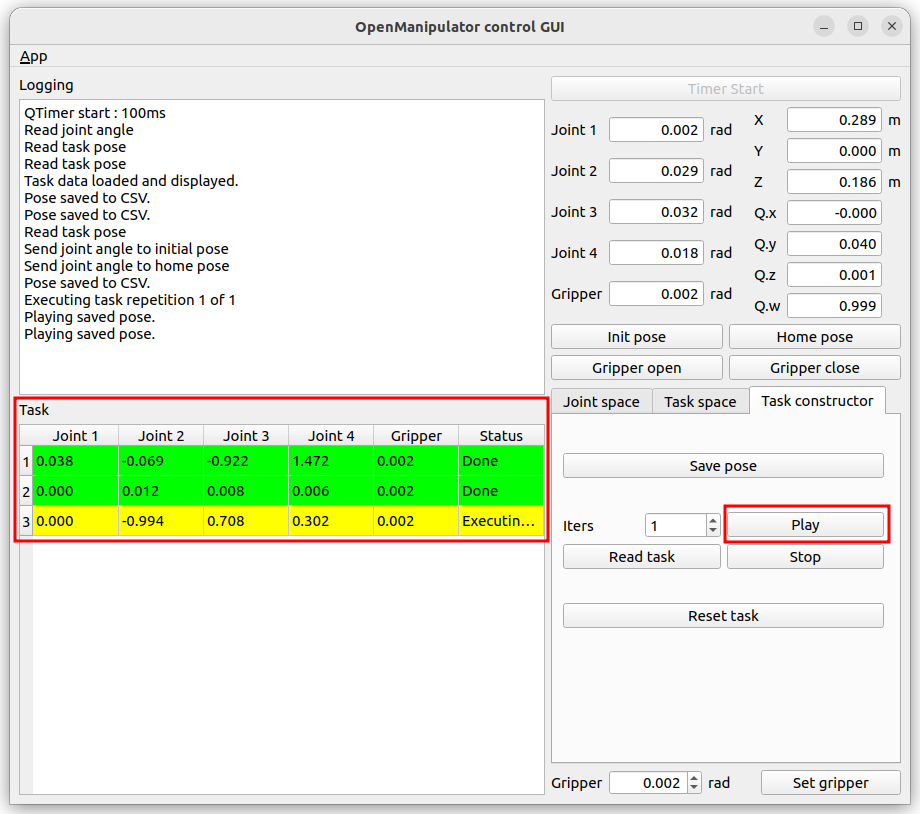 OpenManipulator control GUI
App
Logging
QTimer start : 100ms
Read joint angle
Read task pose
Read task pose
Task data loaded and displayed.
Pose saved to CSV.
Pose saved to CSV.
Read task pose
Send joint angle to initial pose
Send joint angle to home pose
Pose saved to CSV.
Executing task repetition 1 of 1
Playing saved pose.
Playing saved pose.
Timer Start
Joint 1 0.002 rad
Joint 2 0.029 rad
Joint 3 0.032 rad
Joint 4 0.018 rad
Gripper 0.002 rad
X 0.289 m
Y 0.000 m
Z 0.186 m
Q.x -0.000
Q.y 0.040
Q.z 0.001
Q.w 0.999
Init pose Home pose
Gripper open Gripper close
Task
Joint 1 Joint 2 Joint 3 Joint 4 Gripper Status
1 0.038 -0.069 -0.922 1.472 0.002 Done
2 0.000 0.012 0.008 0.006 0.002 Done
3 0.000 -0.994 0.708 0.302 0.002 Executin...
Joint space Task space Task constructor
Save pose
Iters 1 Play
Read task Stop
Reset task
Gripper 0.002 rad Set gripper